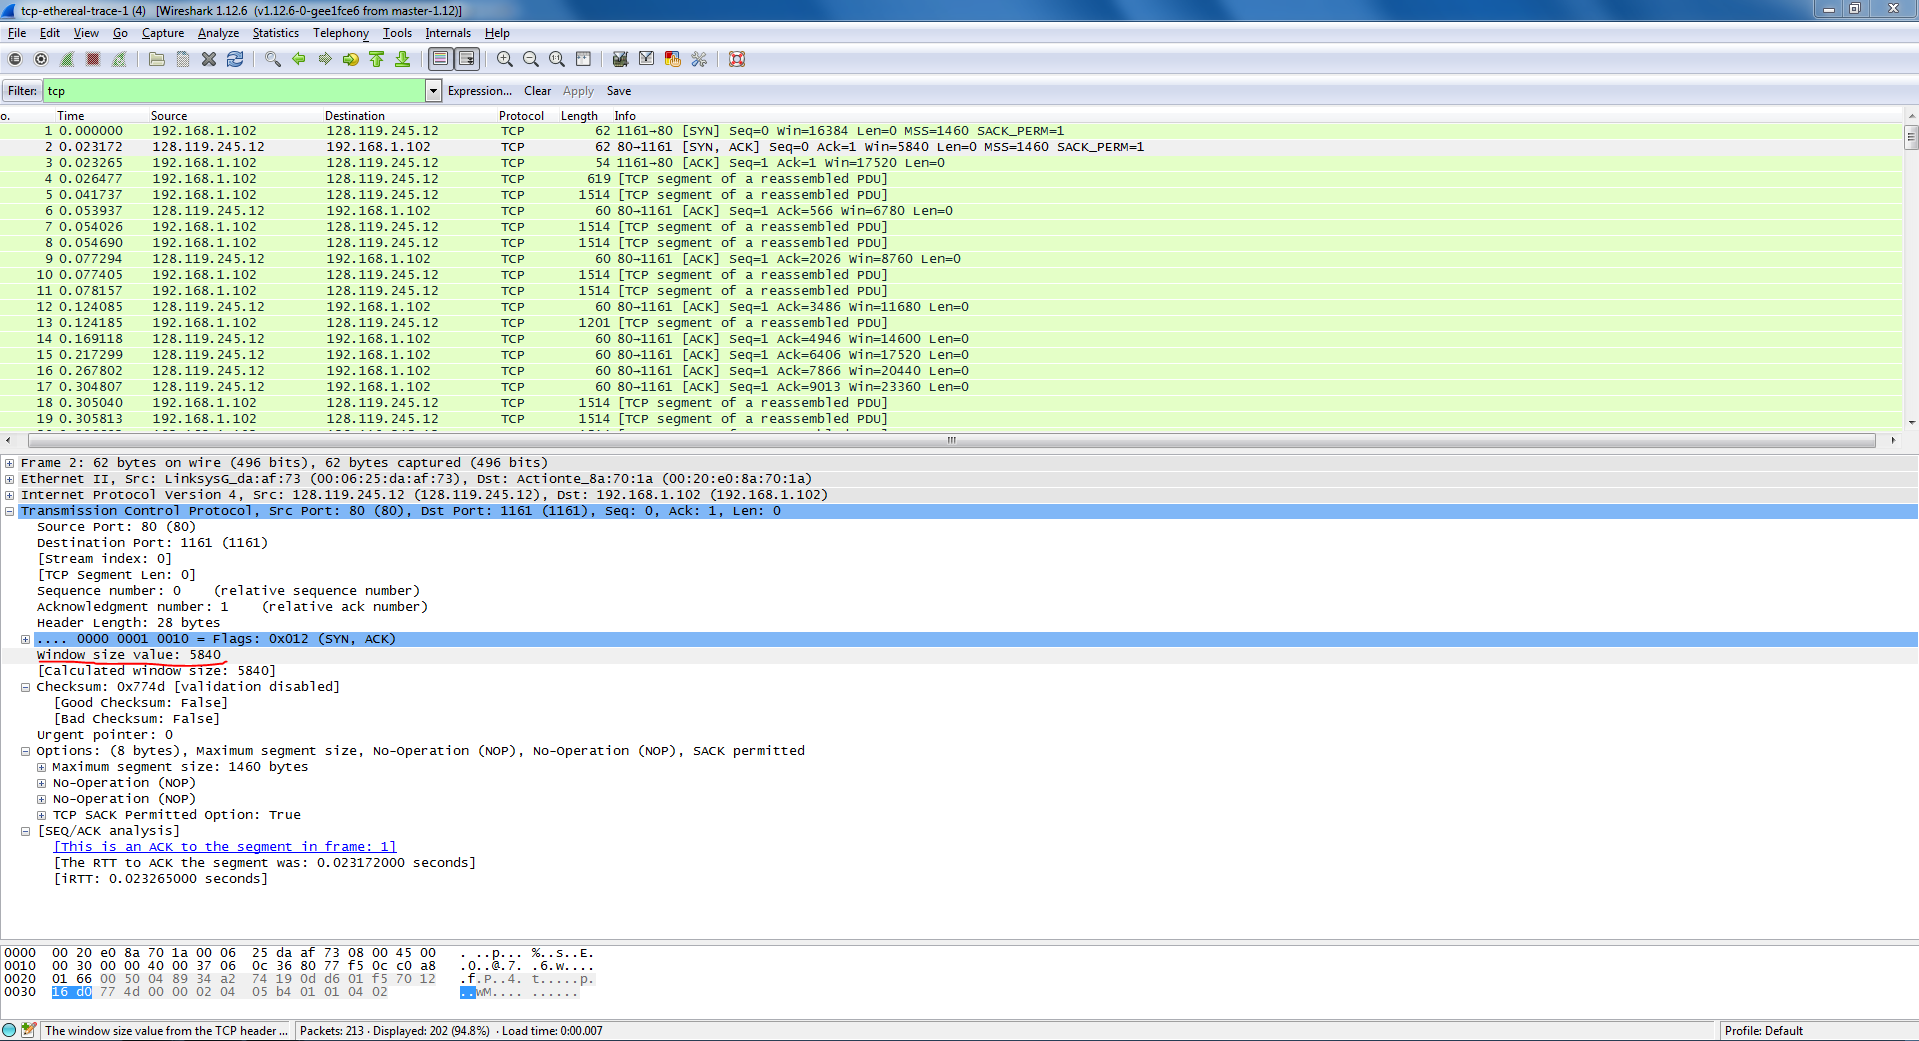 tcp-ethereal-trace-1 (4) [Wireshark 1.12.6 (v1.12.6-0-gee1fce6 from master-1.12)]
File Edit View Go Capture Analyze Statistics Telephony Tools Internals Help
Filter: tcp Expression... Clear Apply Save
o. Time Source Destination Protocol Length Info
1 0.000000 192.168.1.102 128.119.245.12 TCP 62 1161→80 [SYN] Seq=0 Win=16384 Len=0 MSS=1460 SACK_PERM=1
2 0.023172 128.119.245.12 192.168.1.102 TCP 62 80→1161 [SYN, ACK] Seq=0 Ack=1 Win=5840 Len=0 MSS=1460 SACK_PERM=1
3 0.023265 192.168.1.102 128.119.245.12 TCP 54 1161→80 [ACK] Seq=1 Ack=1 Win=17520 Len=0
4 0.026477 192.168.1.102 128.119.245.12 TCP 619 [TCP segment of a reassembled PDU]
5 0.041737 192.168.1.102 128.119.245.12 TCP 1514 [TCP segment of a reassembled PDU]
6 0.053937 128.119.245.12 192.168.1.102 TCP 60 80→1161 [ACK] Seq=1 Ack=566 Win=6780 Len=0
7 0.054026 192.168.1.102 128.119.245.12 TCP 1514 [TCP segment of a reassembled PDU]
8 0.054690 192.168.1.102 128.119.245.12 TCP 1514 [TCP segment of a reassembled PDU]
9 0.077294 128.119.245.12 192.168.1.102 TCP 60 80→1161 [ACK] Seq=1 Ack=2026 Win=8760 Len=0
10 0.077405 192.168.1.102 128.119.245.12 TCP 1514 [TCP segment of a reassembled PDU]
11 0.078157 192.168.1.102 128.119.245.12 TCP 1514 [TCP segment of a reassembled PDU]
12 0.124085 128.119.245.12 192.168.1.102 TCP 60 80→1161 [ACK] Seq=1 Ack=3486 Win=11680 Len=0
13 0.124185 192.168.1.102 128.119.245.12 TCP 1201 [TCP segment of a reassembled PDU]
14 0.169118 128.119.245.12 192.168.1.102 TCP 60 80→1161 [ACK] Seq=1 Ack=4946 Win=14600 Len=0
15 0.217299 128.119.245.12 192.168.1.102 TCP 60 80→1161 [ACK] Seq=1 Ack=6406 Win=17520 Len=0
16 0.267802 128.119.245.12 192.168.1.102 TCP 60 80→1161 [ACK] Seq=1 Ack=7866 Win=20440 Len=0
17 0.304807 128.119.245.12 192.168.1.102 TCP 60 80→1161 [ACK] Seq=1 Ack=9013 Win=23360 Len=0
18 0.305040 192.168.1.102 128.119.245.12 TCP 1514 [TCP segment of a reassembled PDU]
19 0.305813 192.168.1.102 128.119.245.12 TCP 1514 [TCP segment of a reassembled PDU]
Frame 2: 62 bytes on wire (496 bits), 62 bytes captured (496 bits)
Ethernet II, Src: LinksysG_da:af:73 (00:06:25:da:af:73), Dst: Actionte_8a:70:1a (00:20:e0:8a:70:1a)
Internet Protocol Version 4, Src: 128.119.245.12 (128.119.245.12), Dst: 192.168.1.102 (192.168.1.102)
Transmission Control Protocol, Src Port: 80 (80), Dst Port: 1161 (1161), Seq: 0, Ack: 1, Len: 0
Source Port: 80 (80)
Destination Port: 1161 (1161)
[Stream index: 0]
[TCP Segment Len: 0]
Sequence number: 0 (relative sequence number)
Acknowledgment number: 1 (relative ack number)
Header Length: 28 bytes
.... 0000 0001 0010 = Flags: 0x012 (SYN, ACK)
Window size value: 5840
[Calculated window size: 5840]
Checksum: 0x774d [validation disabled]
[Good Checksum: False]
[Bad Checksum: False]
Urgent pointer: 0
Options: (8 bytes), Maximum segment size, No-Operation (NOP), No-Operation (NOP), SACK permitted
Maximum segment size: 1460 bytes
No-Operation (NOP)
No-Operation (NOP)
TCP SACK Permitted Option: True
[SEQ/ACK analysis]
[This is an ACK to the segment in frame: 1]
[The RTT to ACK the segment was: 0.023172000 seconds]
[iRTT: 0.023265000 seconds]
0000 00 20 e0 8a 70 1a 00 06 25 da af 73 08 00 45 00 . ..p... %..s..E.
0010 00 30 00 00 40 00 37 06 0c 36 80 77 f5 0c c0 a8 .0..@.7. .6.w....
0020 01 66 00 50 04 89 34 a2 74 19 0d d6 01 f5 70 12 .f.P..4. t.....p.
0030 16 d0 77 4d 00 00 02 04 05 b4 01 01 04 02 ..wM.... ......
The window size value from the TCP header ... Packets: 213 · Displayed: 202 (94.8%) · Load time: 0:00.007 Profile: Default